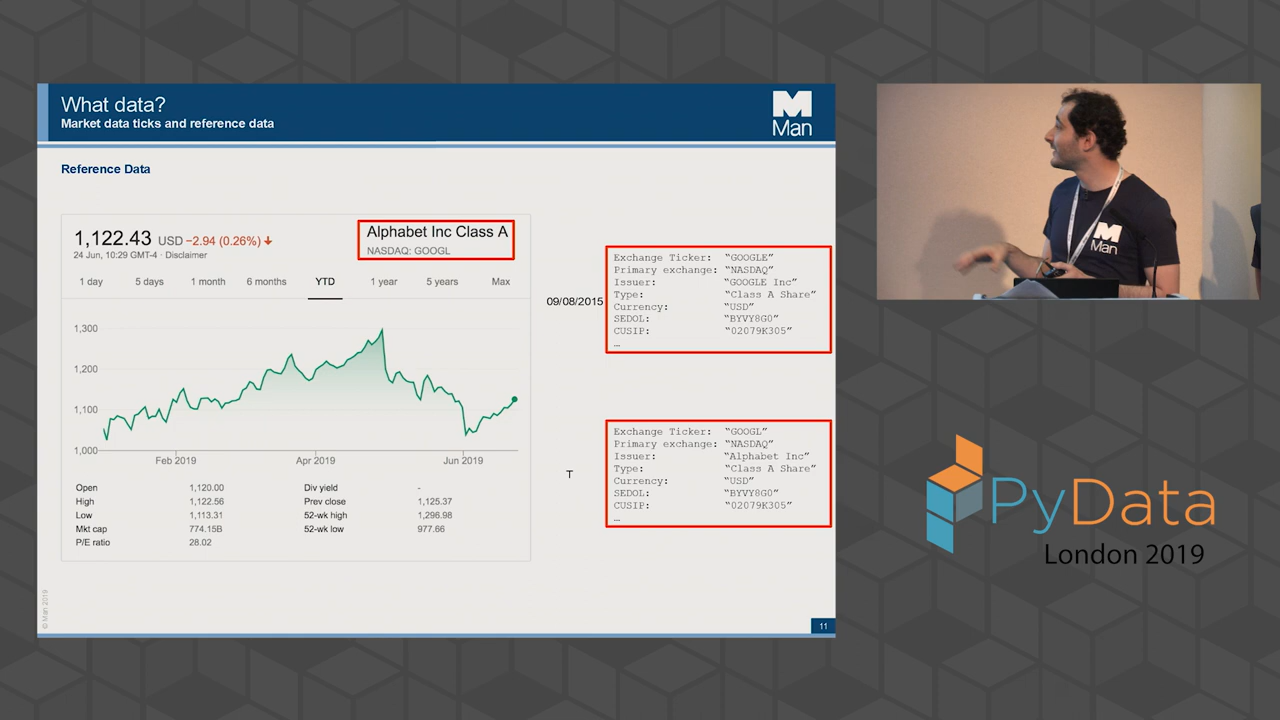 What data?
Market data ticks and reference data
Man
Reference Data
1,122.43 USD −2.94 (0.26%)
24 Jun, 10:29 GMT-4 · Disclaimer
Alphabet Inc Class A
NASDAQ: GOOGL
1 day 5 days 1 month 6 months YTD 1 year 5 years Max
1,300
1,200
1,100
1,000
Feb 2019 Apr 2019 Jun 2019
Open 1,120.00 Div yield -
High 1,122.56 Prev close 1,125.37
Low 1,113.31 52-wk high 1,296.98
Mkt cap 774.15B 52-wk low 977.66
P/E ratio 28.02
09/08/2015
Exchange Ticker: “GOOGLE”
Primary exchange: “NASDAQ”
Issuer: “GOOGLE Inc”
Type: “Class A Share”
Currency: “USD”
SEDOL: “BYVY8G0”
CUSIP: “02079K305”
…
T
Exchange Ticker: “GOOGL”
Primary exchange: “NASDAQ”
Issuer: “Alphabet Inc”
Type: “Class A Share”
Currency: “USD”
SEDOL: “BYVY8G0”
CUSIP: “02079K305”
…
© Man 2019
11
Man
PyData
London 2019